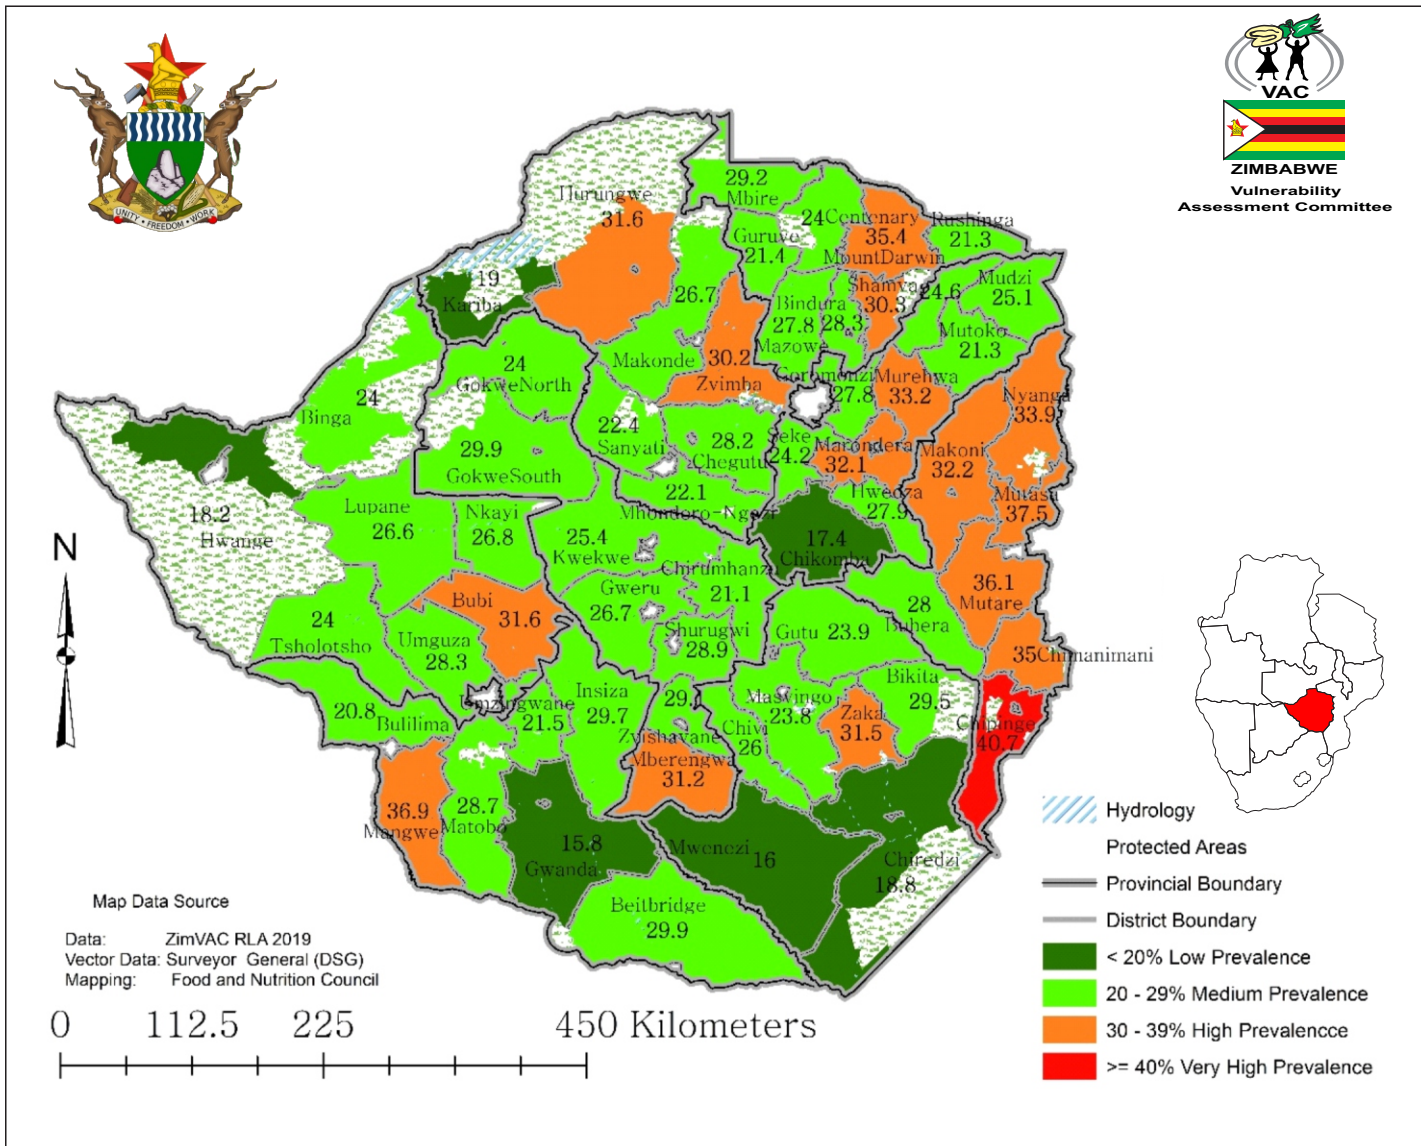 UNITY • FREEDOM • WORK
VAC
ZIMBABWE
Vulnerability
Assessment Committee
29.2
Mbire
Hurungwe
31.6
24
Centenary
35.4
MountDarwin
Rushinga
21.3
Guruve
21.4
19
Kariba
26.7
Shamva
30.3
24.6
Mudzi
25.1
Bindura
27.8
28.3
Mazowe
Mutoko
21.3
Makonde
30.2
Zvimba
24
GokweNorth
Goromonzi
27.8
Murehwa
33.2
Nyanga
33.9
24
Binga
22.4
Sanyati
28.2
Chegutu
Seke
24.2
Marondera
32.1
Makoni
32.2
29.9
GokweSouth
22.1
Mhondoro-Ngezi
Hwedza
27.9
Mutasa
37.5
18.2
Hwange
Lupane
26.6
Nkayi
26.8
25.4
Kwekwe
17.4
Chikomba
Chirumhanzu
21.1
36.1
Mutare
Gweru
26.7
Bubi
31.6
28
Buhera
24
Tsholotsho
Umguza
28.3
Shurugwi
28.9
Gutu
23.9
35
Chimanimani
20.8
Bulilima
Umzingwane
21.5
Insiza
29.7
29.1
Zvishavane
Masvingo
23.8
Chivi
26
Zaka
31.5
Bikita
29.5
Chipinge
40.7
Mberengwa
31.2
36.9
Mangwe
28.7
Matobo
15.8
Gwanda
Mwenezi
16
Chiredzi
18.8
Beitbridge
29.9
N
Map Data Source
Data: ZimVAC RLA 2019
Vector Data: Surveyor General (DSG)
Mapping: Food and Nutrition Council
0 112.5 225 450 Kilometers
Hydrology
Protected Areas
Provincial Boundary
District Boundary
< 20% Low Prevalence
20 - 29% Medium Prevalence
30 - 39% High Prevalencce
>= 40% Very High Prevalence